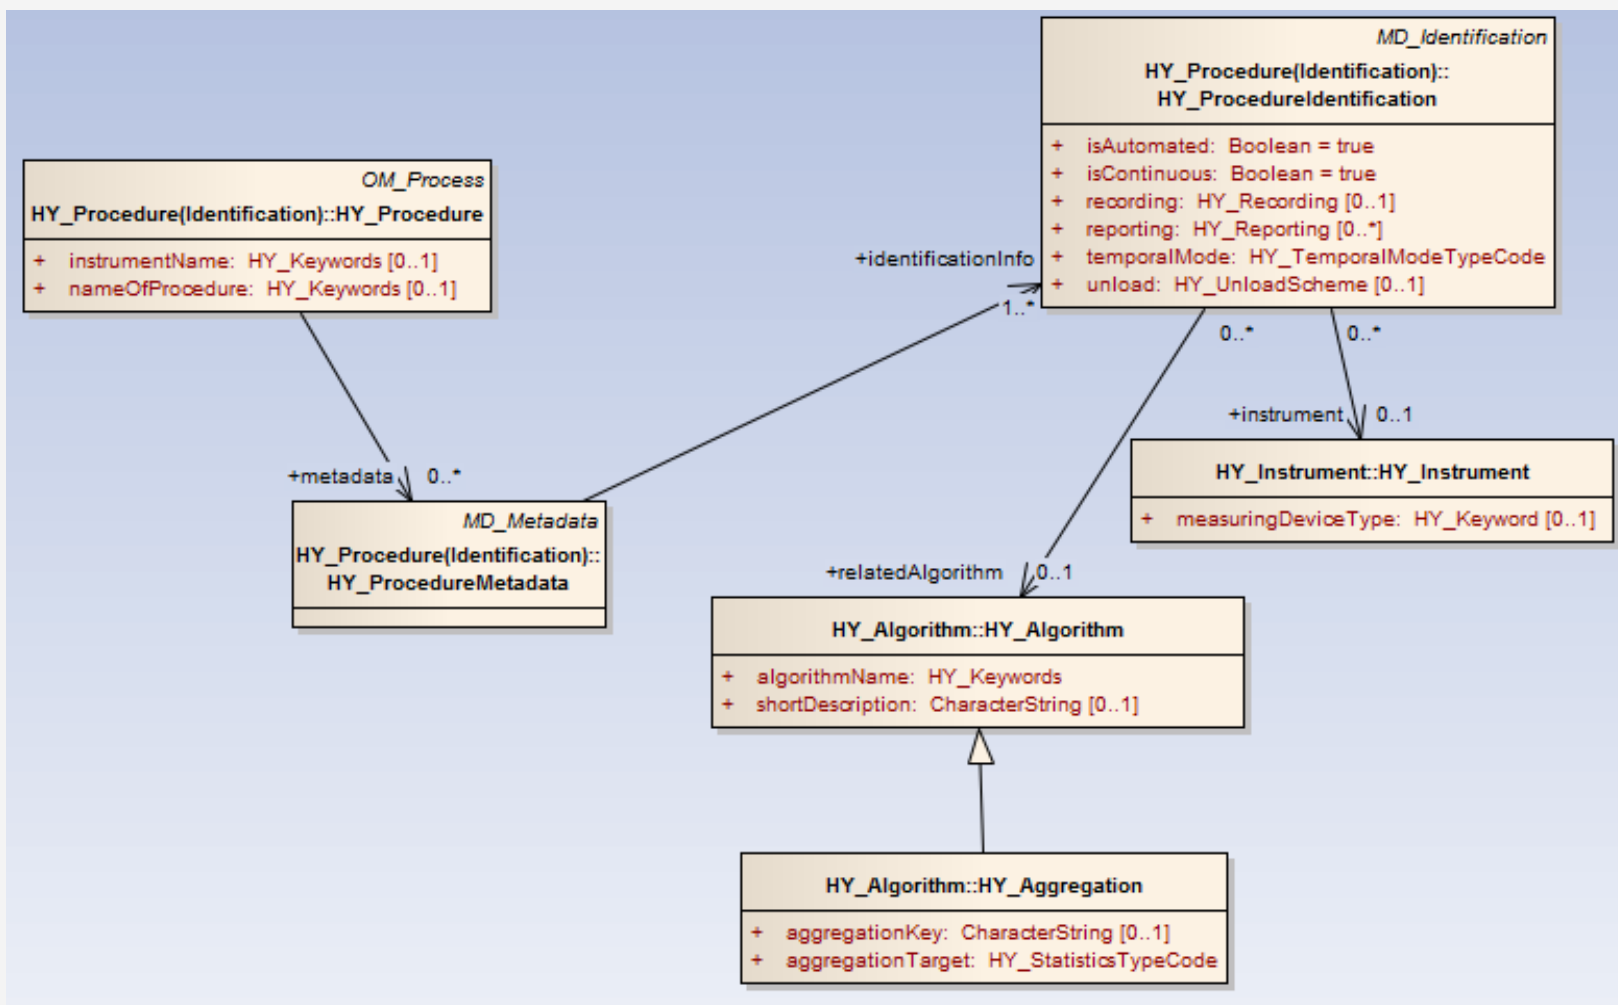 MD_Identification
HY_Procedure(Identification)::
HY_ProcedureIdentification
+ isAutomated: Boolean = true
+ isContinuous: Boolean = true
+ recording: HY_Recording [0..1]
+ reporting: HY_Reporting [0..*]
+ temporalMode: HY_TemporalModeTypeCode
+ unload: HY_UnloadScheme [0..1]
OM_Process
HY_Procedure(Identification)::HY_Procedure
+ instrumentName: HY_Keywords [0..1]
+ nameOfProcedure: HY_Keywords [0..1]
+identificationInfo
1..*
0..*
0..*
+instrument
0..1
HY_Instrument::HY_Instrument
+ measuringDeviceType: HY_Keyword [0..1]
+metadata
0..*
MD_Metadata
HY_Procedure(Identification)::
HY_ProcedureMetadata
+relatedAlgorithm
0..1
HY_Algorithm::HY_Algorithm
+ algorithmName: HY_Keywords
+ shortDescription: CharacterString [0..1]
HY_Algorithm::HY_Aggregation
+ aggregationKey: CharacterString [0..1]
+ aggregationTarget: HY_StatisticsTypeCode